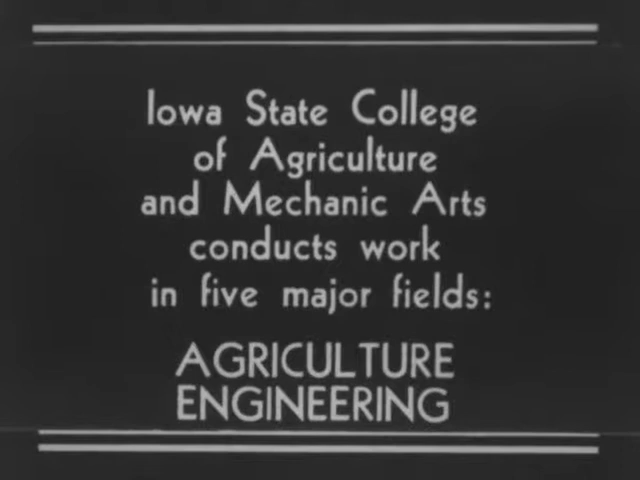 Iowa State College
of Agriculture
and Mechanic Arts
conducts work
in five major fields:
AGRICULTURE
ENGINEERING